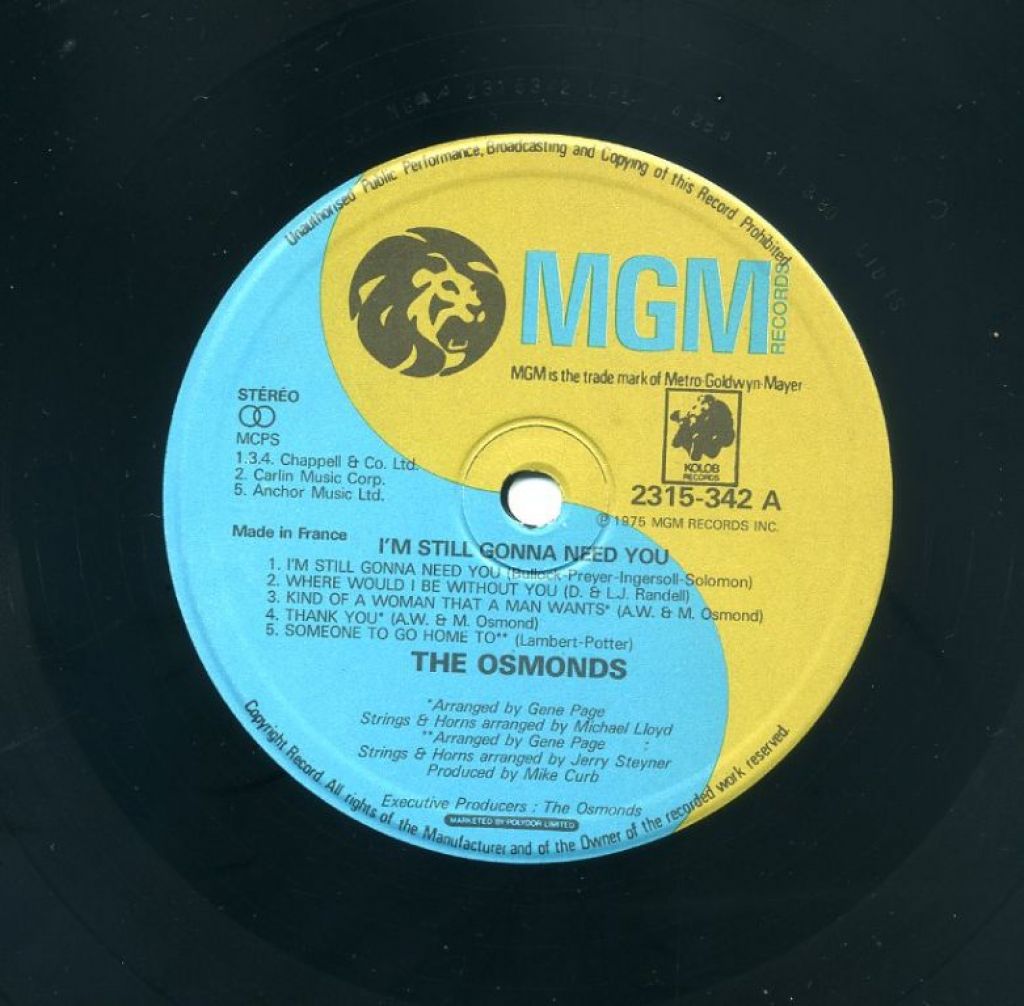 Unauthorised Public Performance, Broadcasting and Copying of this Record Prohibited
MGM
RECORDS
MGM is the trade mark of Metro-Goldwyn-Mayer
STÉRÉO
MCPS
1.3.4. Chappell & Co. Ltd.
2. Carlin Music Corp.
5. Anchor Music Ltd.
KOLOB
RECORDS
2315-342 A
℗ 1975 MGM RECORDS INC.
Made in France
I'M STILL GONNA NEED YOU
1. I'M STILL GONNA NEED YOU (Bullock-Preyer-Ingersoll-Solomon)
2. WHERE WOULD I BE WITHOUT YOU (D. & L.J. Randell)
3. KIND OF A WOMAN THAT A MAN WANTS* (A.W. & M. Osmond)
4. THANK YOU* (A.W. & M. Osmond)
5. SOMEONE TO GO HOME TO** (Lambert-Potter)
THE OSMONDS
*Arranged by Gene Page
Strings & Horns arranged by Michael Lloyd
**Arranged by Gene Page :
Strings & Horns arranged by Jerry Steyner
Produced by Mike Curb
Executive Producers : The Osmonds
MARKETED BY POLYDOR LIMITED
Copyright Record All rights of the Manufacturer and of the Owner of the recorded work reserved.